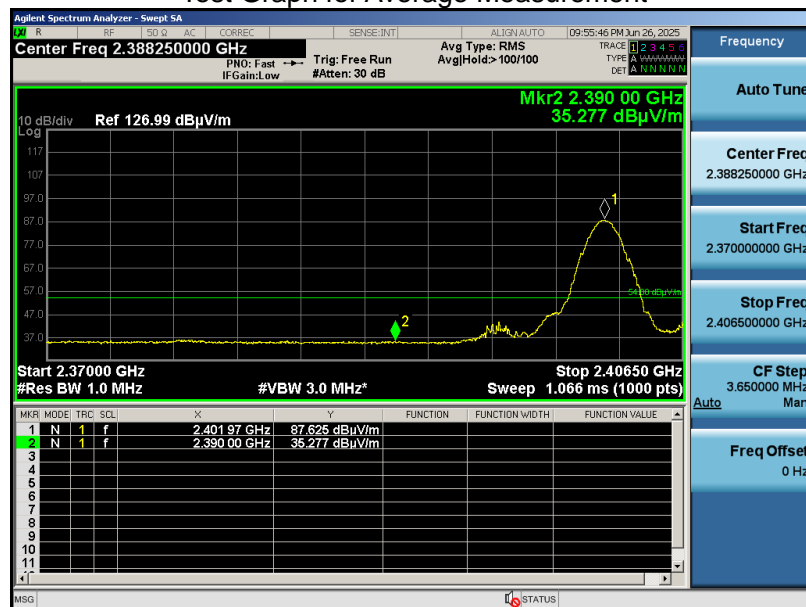 Test Graph for Average Measurement
Agilent Spectrum Analyzer - Swept SA
LXI R RF 50 Ω AC CORREC SENSE:INT ALIGN AUTO 09:55:46 PM Jun 26, 2025
Center Freq 2.388250000 GHz
PNO: Fast
IFGain:Low
Trig: Free Run
#Atten: 30 dB
Avg Type: RMS
Avg|Hold:>100/100
TRACE 1 2 3 4 5 6
TYPE A WWWWW
DET A N N N N N
Mkr2 2.390 00 GHz
35.277 dBµV/m
10 dB/div Ref 126.99 dBµV/m
Log
117
107
97.0
87.0
77.0
67.0
57.0
47.0
37.0
1
2
54.00 dBµV/m
Start 2.37000 GHz Stop 2.40650 GHz
#Res BW 1.0 MHz #VBW 3.0 MHz* Sweep 1.066 ms (1000 pts)
MKR MODE TRC SCL X Y FUNCTION FUNCTION WIDTH FUNCTION VALUE
1 N 1 f 2.401 97 GHz 87.625 dBµV/m
2 N 1 f 2.390 00 GHz 35.277 dBµV/m
3
4
5
6
7
8
9
10
11
MSG STATUS
Frequency
Auto Tune
Center Freq
2.388250000 GHz
Start Freq
2.370000000 GHz
Stop Freq
2.406500000 GHz
CF Step
3.650000 MHz
Auto Man
Freq Offset
0 Hz